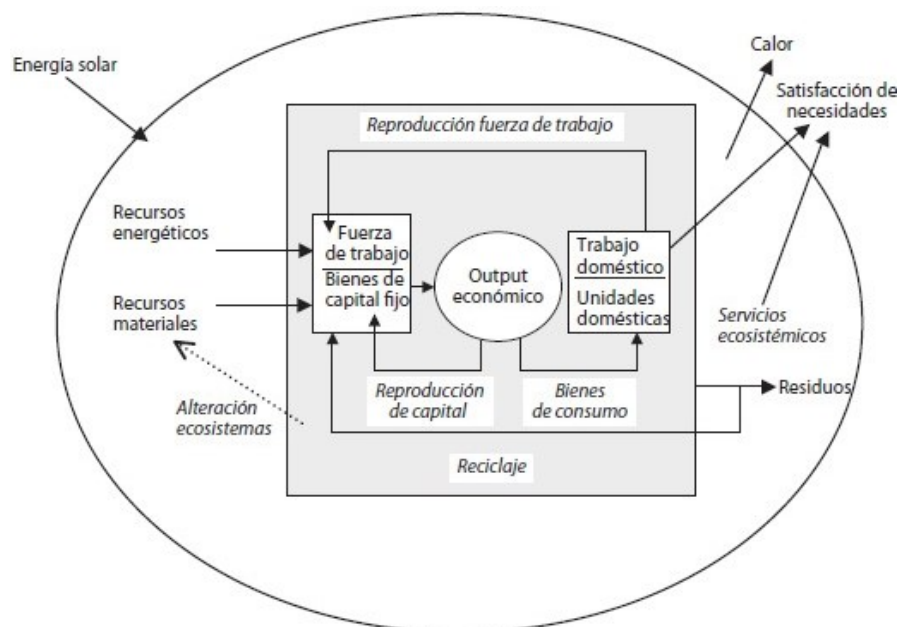 Energía solar
Calor
Satisfacción de
necesidades
Reproducción fuerza de trabajo
Recursos
energéticos
Fuerza
de trabajo
Bienes de
capital fijo
Output
económico
Trabajo
doméstico
Unidades
domésticas
Recursos
materiales
Servicios
ecosistémicos
Alteración
ecosistemas
Reproducción
de capital
Bienes
de consumo
Residuos
Reciclaje